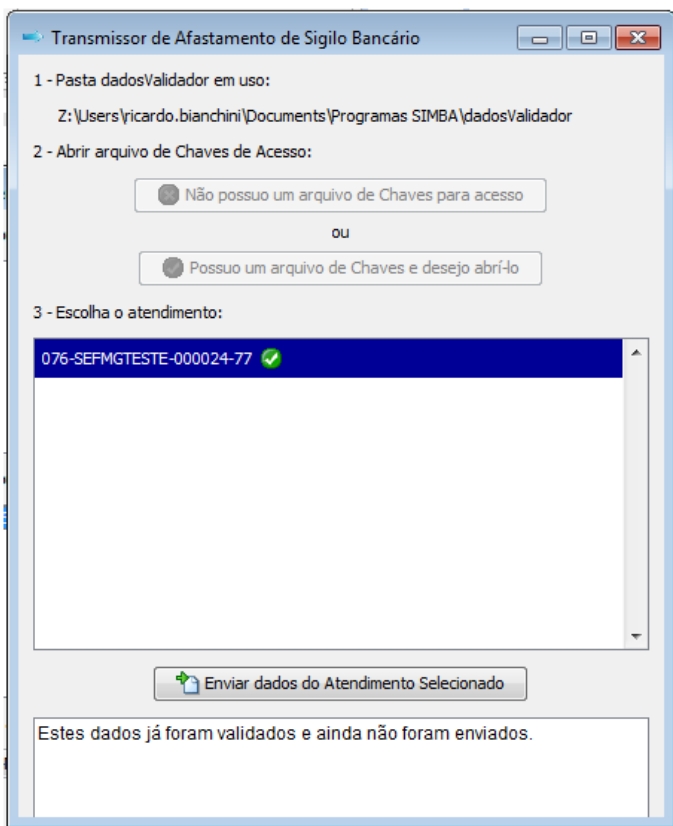 Transmissor de Afastamento de Sigilo Bancário
1 - Pasta dadosValidador em uso:
Z:\Users\ricardo.bianchini\Documents\Programas SIMBA\dadosValidador
2 - Abrir arquivo de Chaves de Acesso:
Não possuo um arquivo de Chaves para acesso
ou
Possuo um arquivo de Chaves e desejo abrí-lo
3 - Escolha o atendimento:
076-SEFMGTESTE-000024-77
Enviar dados do Atendimento Selecionado
Estes dados já foram validados e ainda não foram enviados.